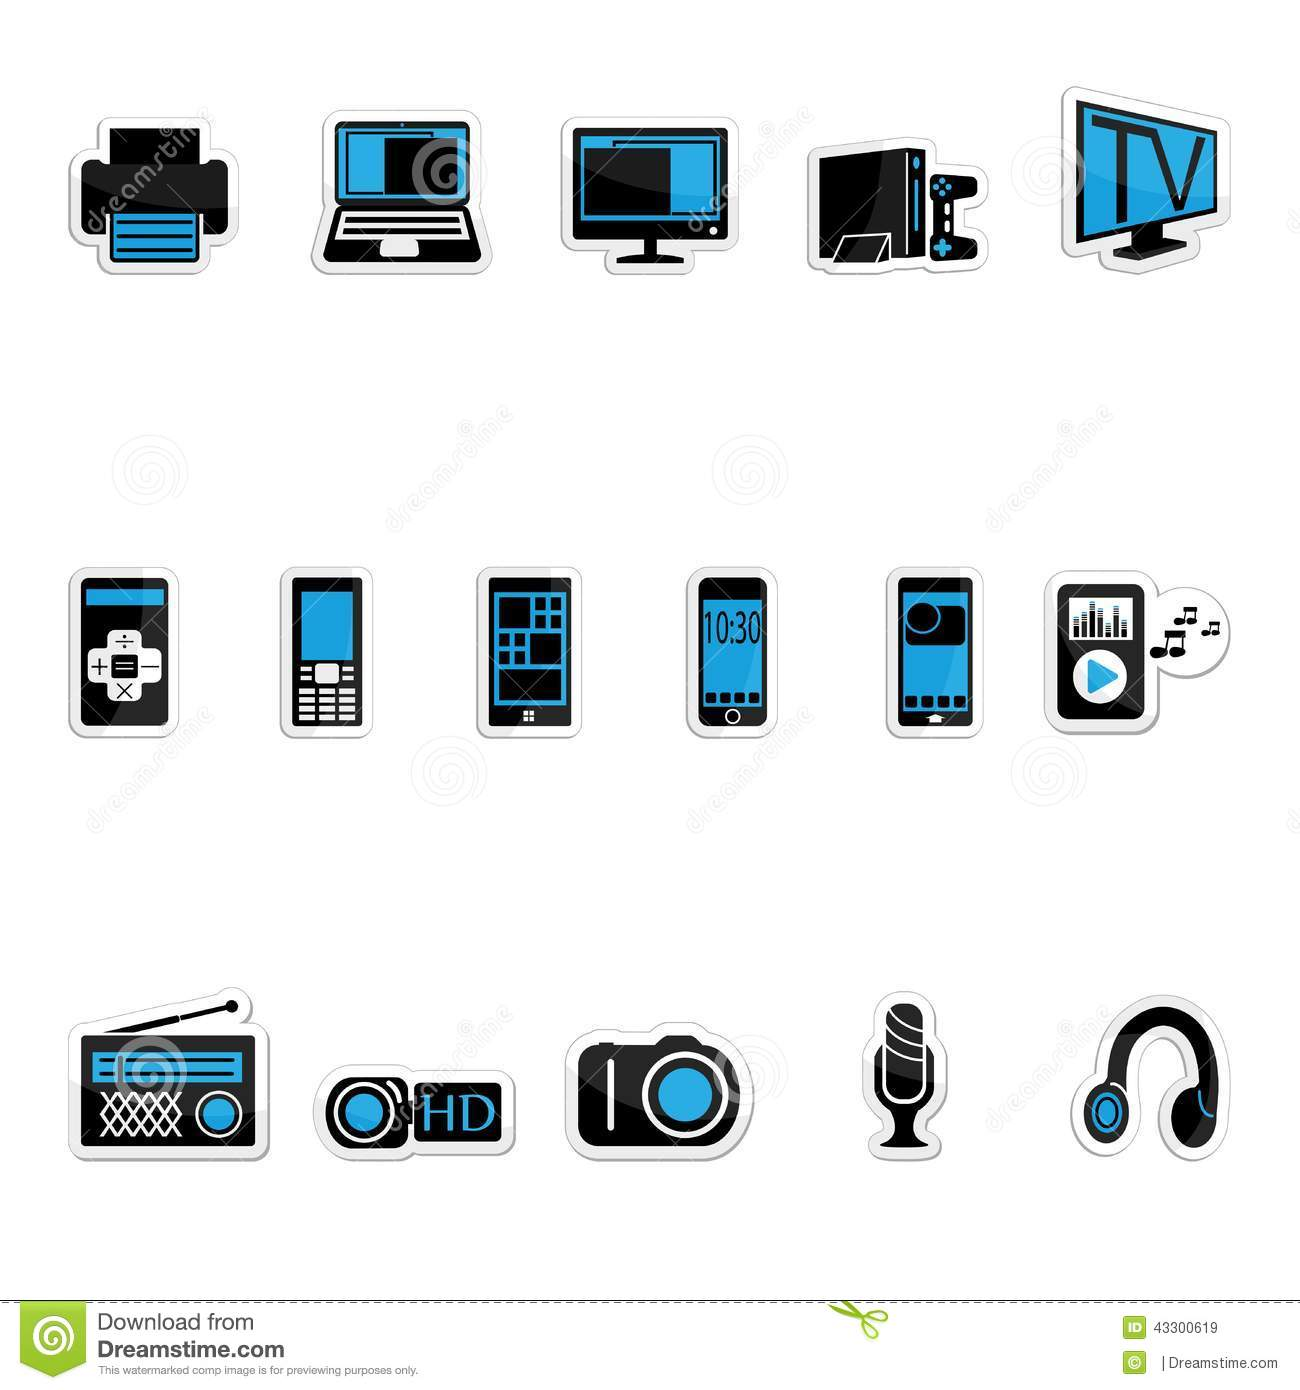 TV
10:30
HD
dreamstime
Download from
Dreamstime.com
This watermarked comp image is for previewing purposes only.
ID 43300619
© | Dreamstime.com